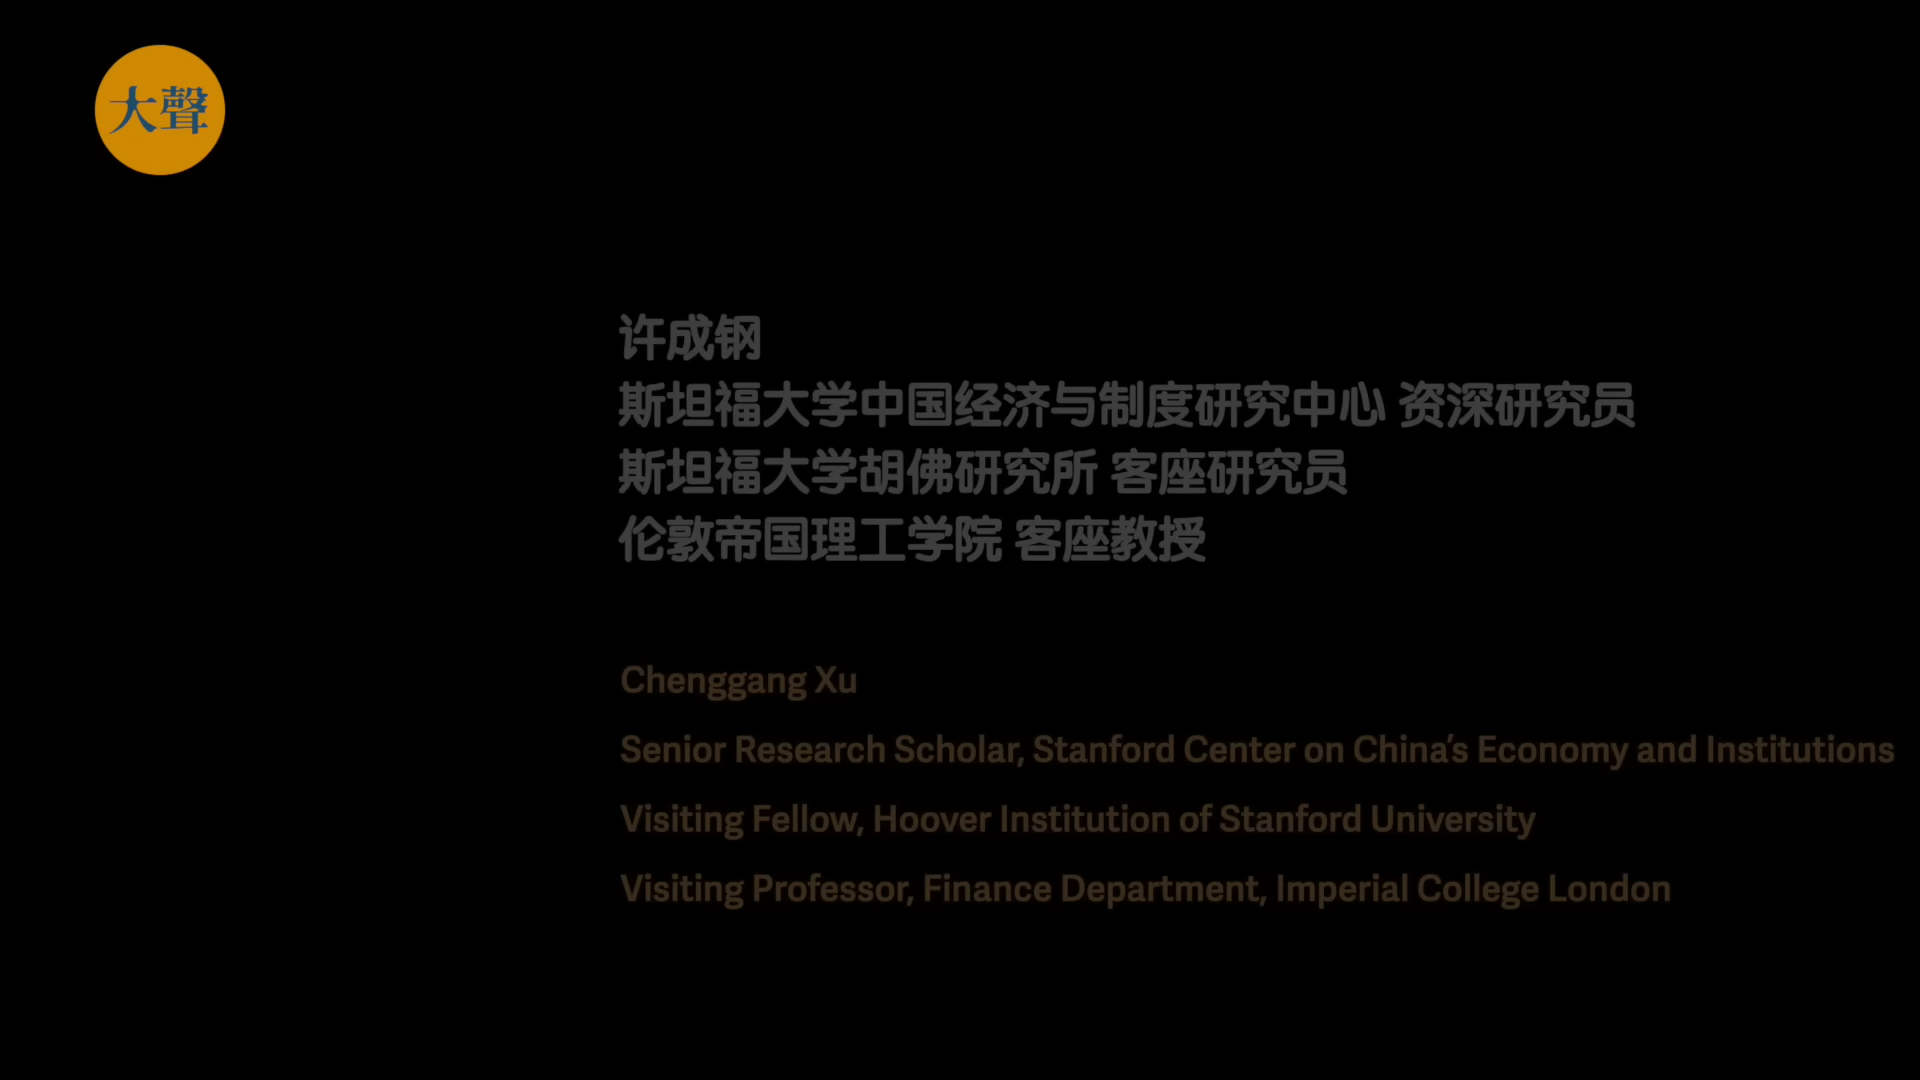 大聲
许成钢
斯坦福大学中国经济与制度研究中心 资深研究员
斯坦福大学胡佛研究所 客座研究员
伦敦帝国理工学院 客座教授
Chenggang Xu
Senior Research Scholar, Stanford Center on China’s Economy and Institutions
Visiting Fellow, Hoover Institution of Stanford University
Visiting Professor, Finance Department, Imperial College London